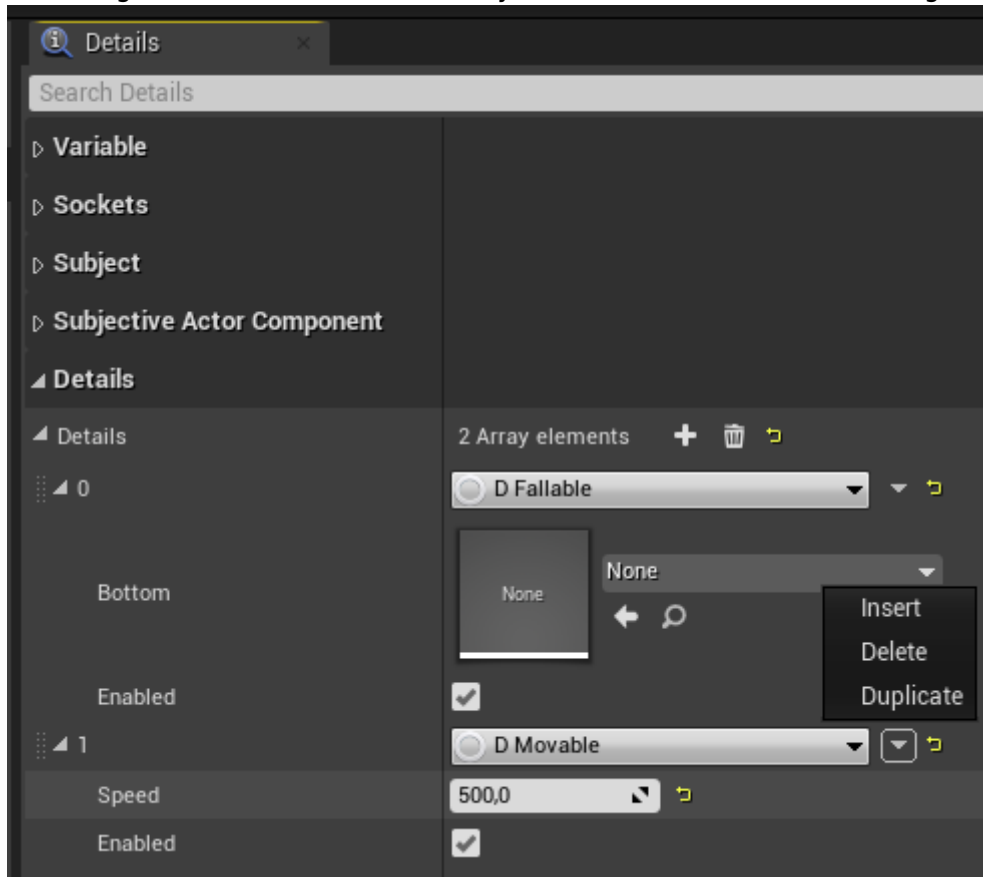 Details
Search Details
Variable
Sockets
Subject
Subjective Actor Component
Details
Details 2 Array elements
0 D Fallable
Bottom None None
Insert
Delete
Duplicate
Enabled
1 D Movable
Speed 500,0
Enabled